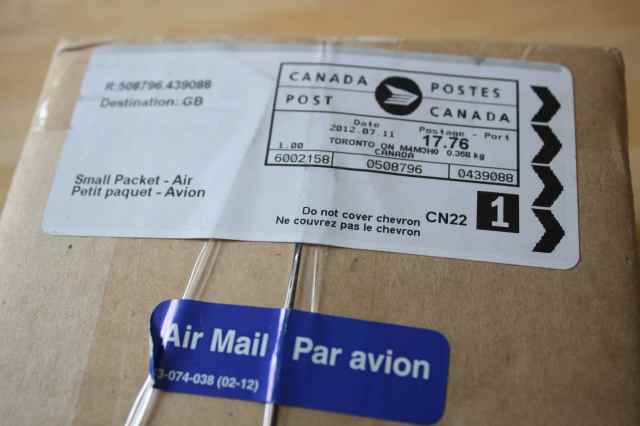 R:508796.439088
Destination: GB
Small Packet - Air
Petit paquet - Avion
CANADA POSTES
POST CANADA
Date Postage - Port
2012.07.11 17.76
TORONTO ON M4M3H0 0.368 kg
1.00 CANADA
6002158 0508796 0439088
Do not cover chevron CN22 1
Ne couvrez pas le chevron
Air Mail Par avion
3-074-038 (02-12)